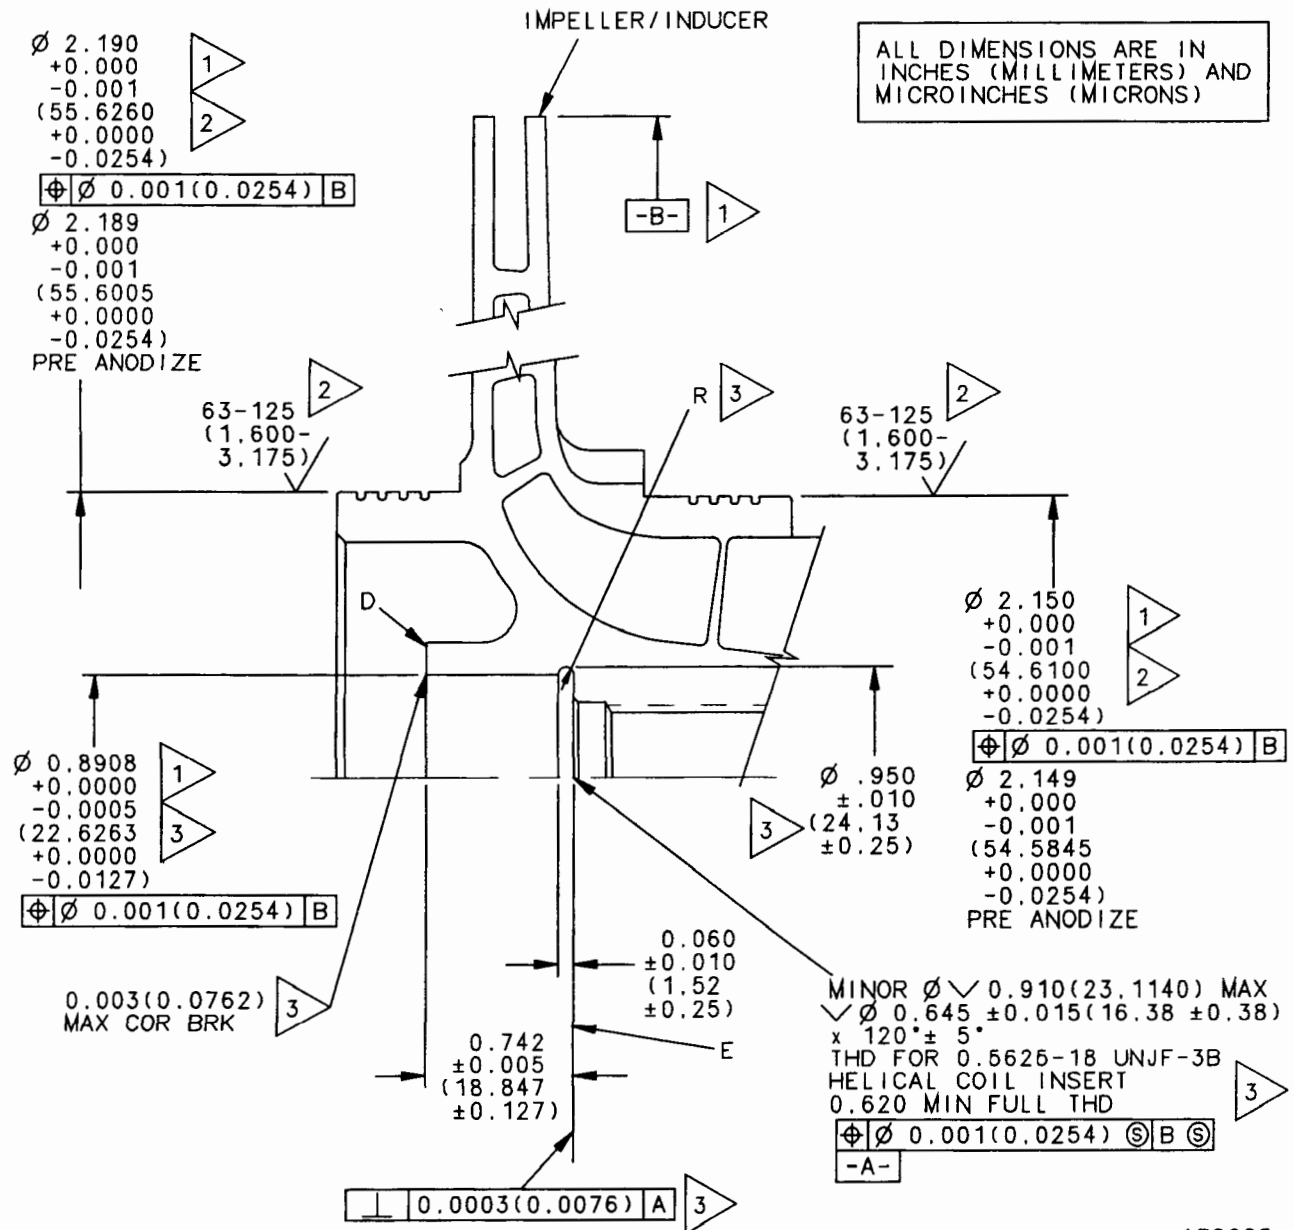 IMPELLER/INDUCER
ALL DIMENSIONS ARE IN
INCHES (MILLIMETERS) AND
MICROINCHES (MICRONS)
Ø 2.190
+0.000
-0.001
(55.6260
+0.0000
-0.0254)
1
2
⌖ Ø 0.001(0.0254) B
Ø 2.189
+0.000
-0.001
(55.6005
+0.0000
-0.0254)
PRE ANODIZE
-B-
1
63-125
(1.600-
3.175)
2
R
3
63-125
(1.600-
3.175)
2
D
Ø 2.150
+0.000
-0.001
(54.6100
+0.0000
-0.0254)
1
2
⌖ Ø 0.001(0.0254) B
Ø 2.149
+0.000
-0.001
(54.5845
+0.0000
-0.0254)
PRE ANODIZE
Ø 0.8908
+0.0000
-0.0005
(22.6263
+0.0000
-0.0127)
1
3
⌖ Ø 0.001(0.0254) B
Ø .950
±.010
(24.13
±0.25)
3
0.003(0.0762)
MAX COR BRK
3
0.060
±0.010
(1.52
±0.25)
E
0.742
±0.005
(18.847
±0.127)
MINOR Ø ⌵ 0.910(23.1140) MAX
⌵ Ø 0.645 ±0.015(16.38 ±0.38)
x 120°± 5°
THD FOR 0.5625-18 UNJF-3B
HELICAL COIL INSERT
0.620 MIN FULL THD
3
⌖ Ø 0.001(0.0254) Ⓢ B Ⓢ
-A-
⟂ 0.0003(0.0076) A
3